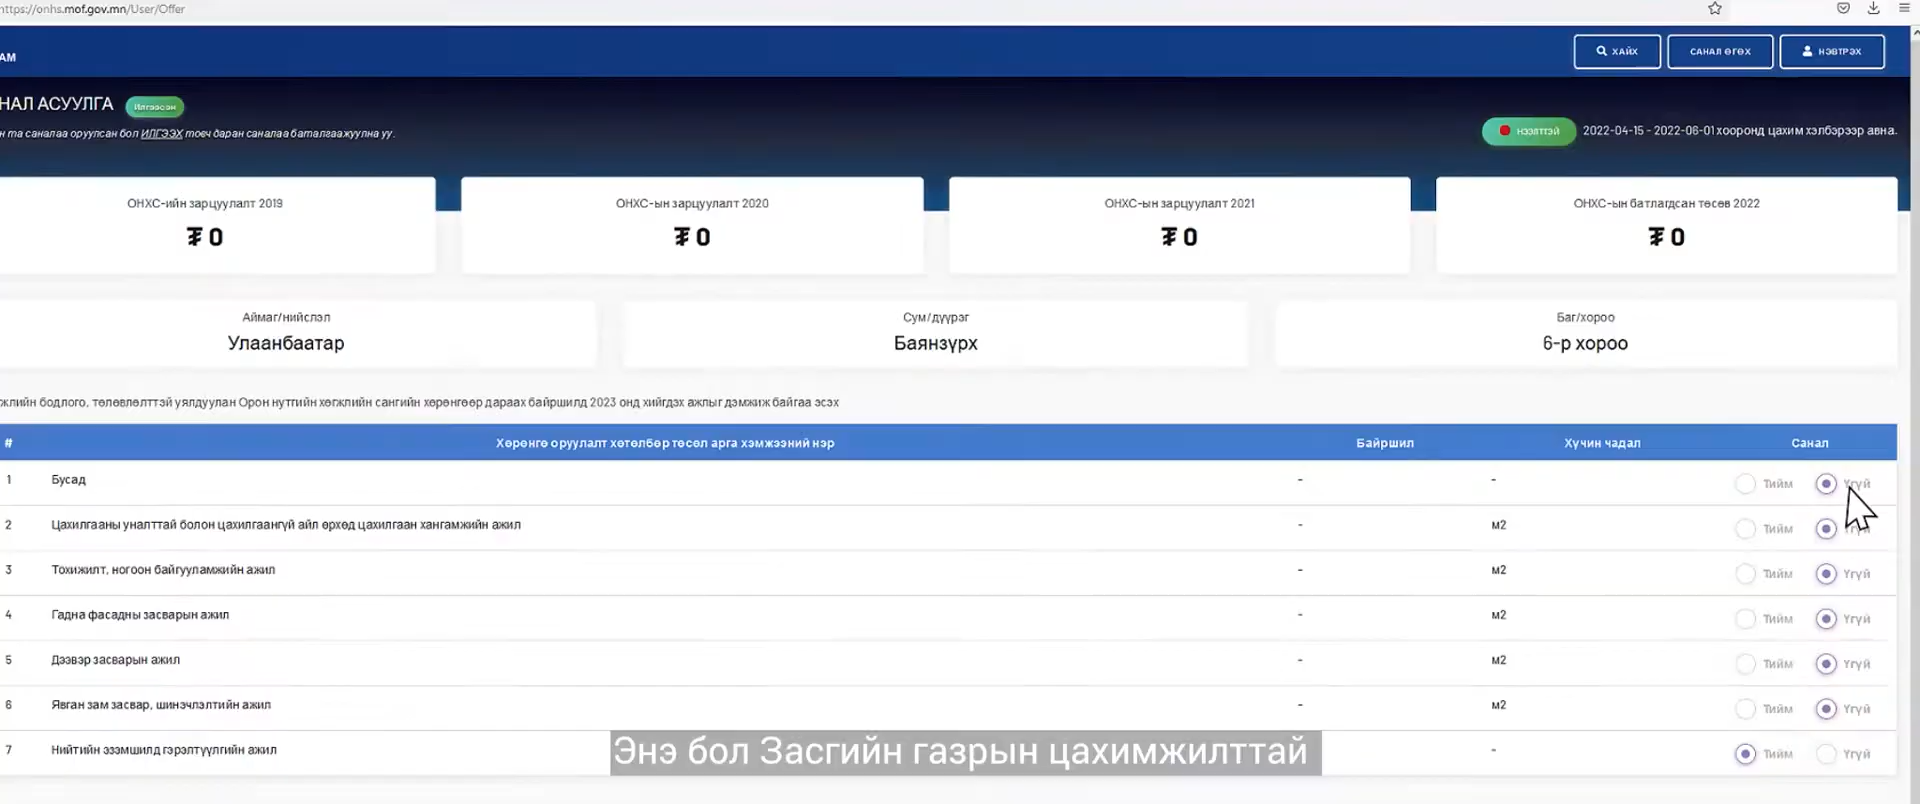 https://onhs.mof.gov.mn/User/Offer
АМ
ХАЙХ
САНАЛ ӨГӨХ
НЭВТРЭХ
НАЛ АСУУЛГА
Илгээсэн
н та саналаа оруулсан бол ИЛГЭЭХ товч даран саналаа баталгаажуулна уу.
НЭЭЛТТЭЙ
2022-04-15 - 2022-06-01 хооронд цахим хэлбэрээр авна.
ОНХС-ийн зарцуулалт 2019
₮ 0
ОНХС-ын зарцуулалт 2020
₮ 0
ОНХС-ын зарцуулалт 2021
₮ 0
ОНХС-ын батлагдсан төсөв 2022
₮ 0
Аймаг/нийслэл
Улаанбаатар
Сум/дүүрэг
Баянзүрх
Баг/хороо
6-р хороо
жлийн бодлого, төлөвлөлттэй уялдуулан Орон нутгийн хөгжлийн сангийн хөрөнгөөр дараах байршилд 2023 онд хийгдэх ажлыг дэмжиж байгаа эсэх
# Хөрөнгө оруулалт хөтөлбөр төсөл арга хэмжээний нэр Байршил Хүчин чадал Санал
1 Бусад - - Тийм Үгүй
2 Цахилгааны уналттай болон цахилгаангүй айл өрхөд цахилгаан хангамжийн ажил - м2 Тийм Үгүй
3 Тохижилт, ногоон байгууламжийн ажил - м2 Тийм Үгүй
4 Гадна фасадны засварын ажил - м2 Тийм Үгүй
5 Дээвэр засварын ажил - м2 Тийм Үгүй
6 Явган зам засвар, шинэчлэлтийн ажил - м2 Тийм Үгүй
7 Нийтийн эзэмшилд гэрэлтүүлгийн ажил - Тийм Үгүй
Энэ бол Засгийн газрын цахимжилттай